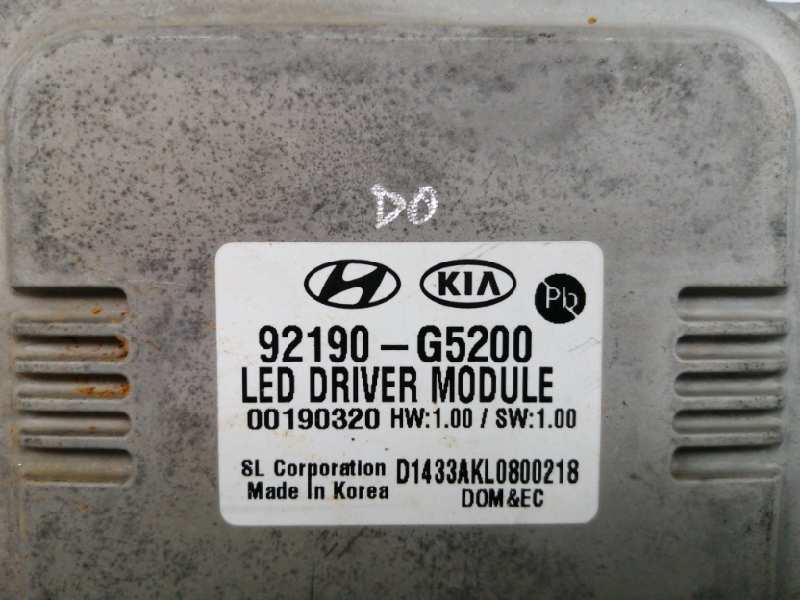 DO
KIA
Pb
92190-G5200
LED DRIVER MODULE
00190320 HW:1.00 / SW:1.00
SL Corporation D1433AKL0800218
Made In Korea DOM&EC